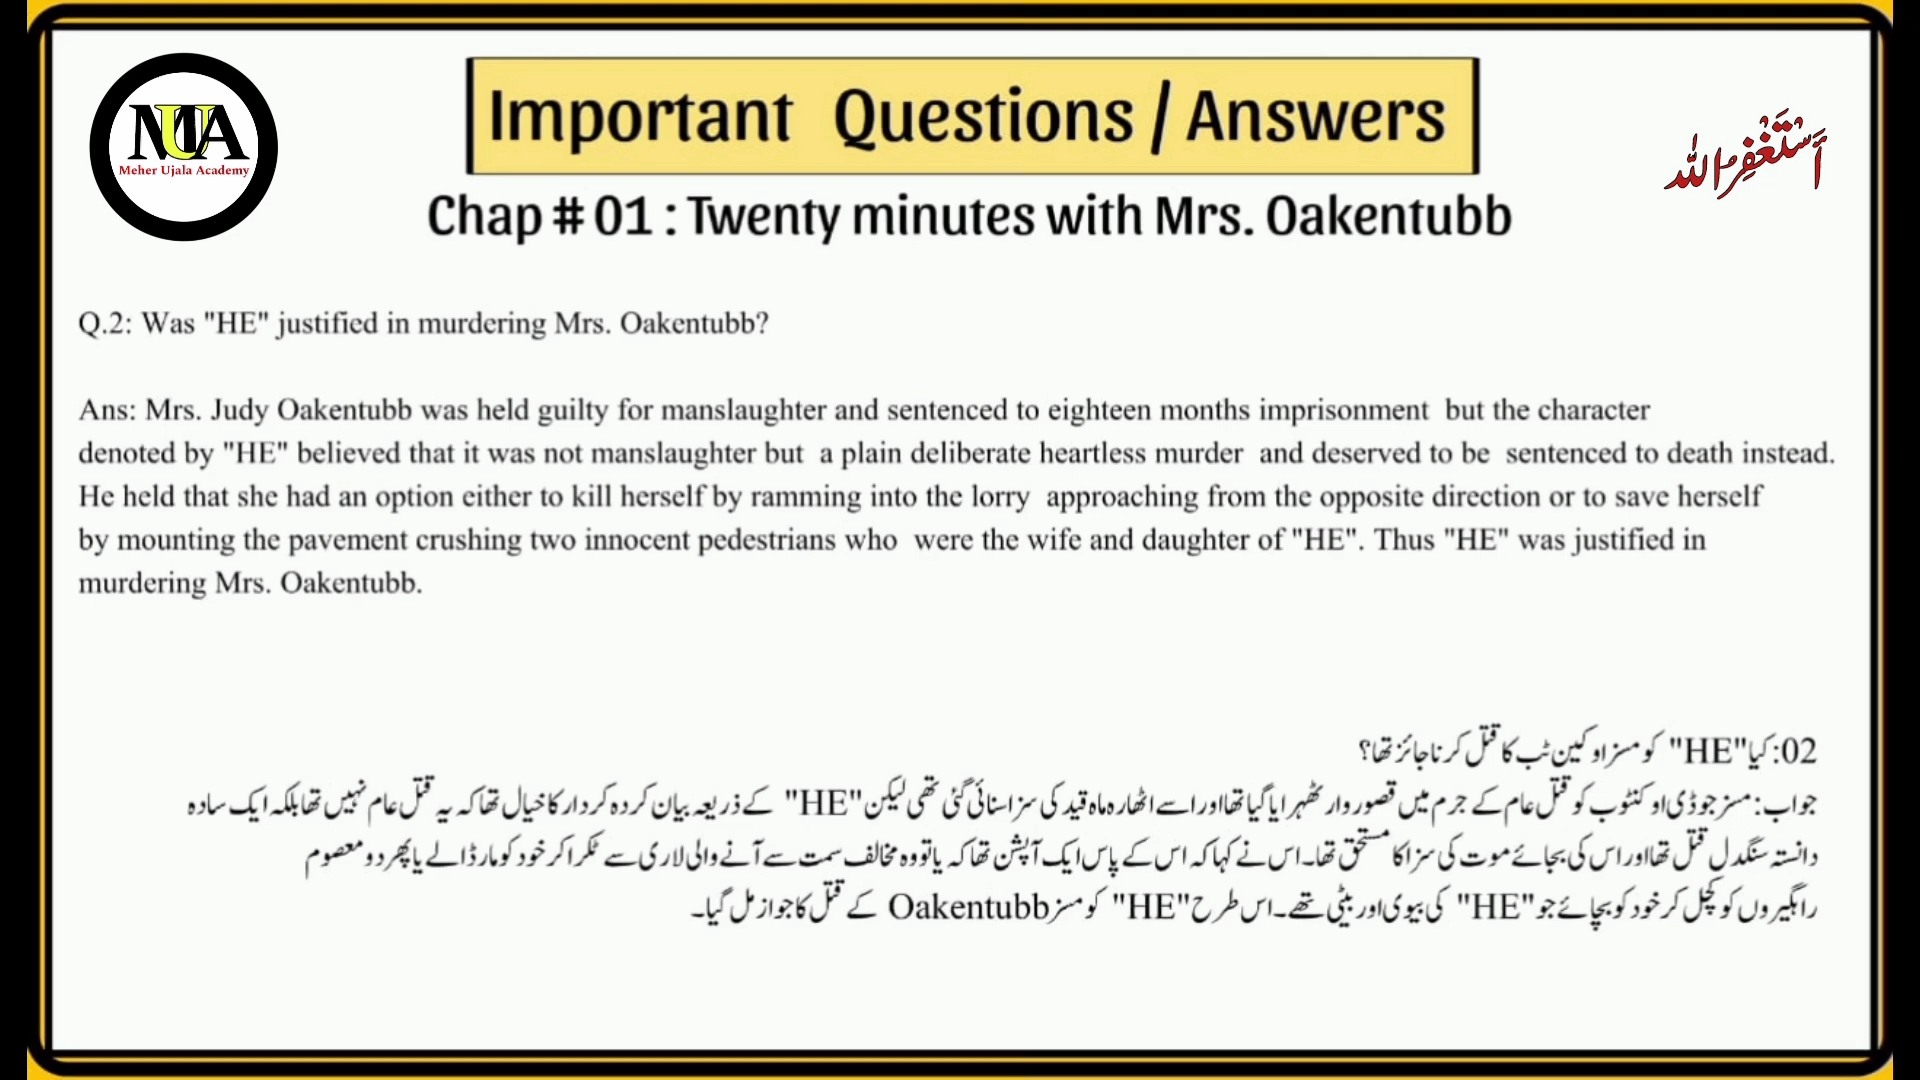 MUA
Meher Ujala Academy
Important Questions / Answers
أَسْتَغْفِرُ اللّٰه
Chap # 01 : Twenty minutes with Mrs. Oakentubb
Q.2: Was "HE" justified in murdering Mrs. Oakentubb?
Ans: Mrs. Judy Oakentubb was held guilty for manslaughter and sentenced to eighteen months imprisonment but the character
denoted by "HE" believed that it was not manslaughter but a plain deliberate heartless murder and deserved to be sentenced to death instead.
He held that she had an option either to kill herself by ramming into the lorry approaching from the opposite direction or to save herself
by mounting the pavement crushing two innocent pedestrians who were the wife and daughter of "HE". Thus "HE" was justified in
murdering Mrs. Oakentubb.
02: کیا "HE" کو مسز اوکین ٹب کا قتل کرنا جائز تھا؟
جواب: مسز جوڈی اوکنٹوب کو قتل عام کے جرم میں قصوروار ٹھہرایا گیا تھا اور اسے اٹھارہ ماہ قید کی سزا سنائی گئی تھی لیکن "HE" کے ذریعہ بیان کردہ کردار کا خیال تھا کہ یہ قتل عام نہیں تھا بلکہ ایک سادہ
دانستہ سنگدل قتل تھا اور اس کی بجائے موت کی سزا کا مستحق تھا۔ اس نے کہا کہ اس کے پاس ایک آپشن تھا کہ یا تو وہ مخالف سمت سے آنے والی لاری سے ٹکرا کر خود کو مار ڈالے یا پھر دو معصوم
راہگیروں کو کچل کر خود کو بچائے جو "HE" کی بیوی اور بیٹی تھے۔ اس طرح "HE" کو مسز Oakentubb کے قتل کا جواز مل گیا۔